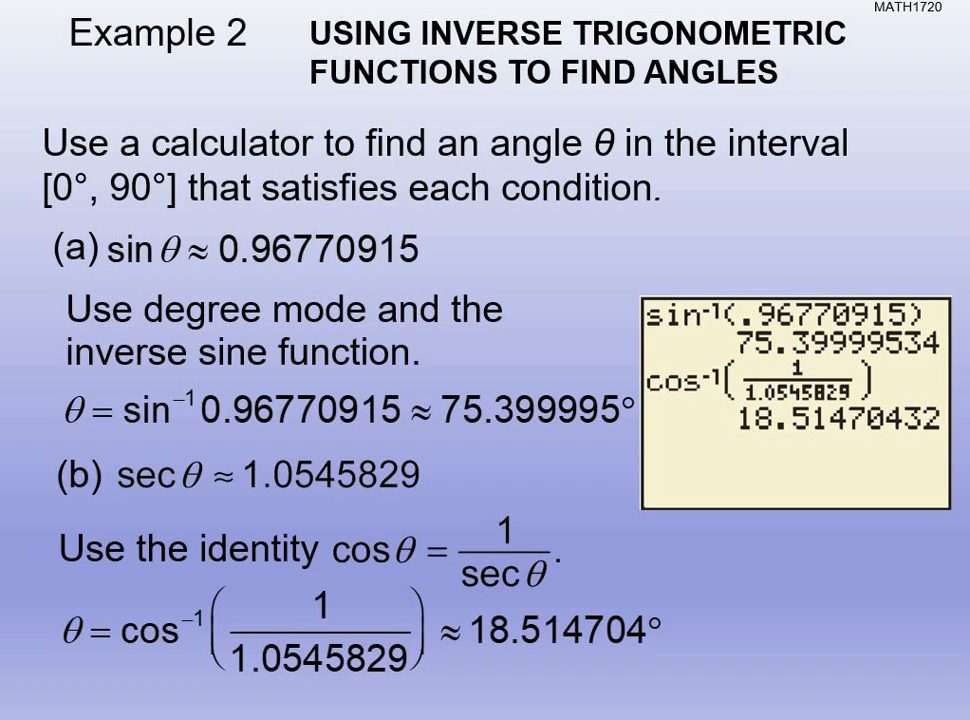 MATH1720
Example 2
USING INVERSE TRIGONOMETRIC
FUNCTIONS TO FIND ANGLES
Use a calculator to find an angle θ in the interval
[0°, 90°] that satisfies each condition.
(a) sin θ ≈ 0.96770915
Use degree mode and the
inverse sine function.
θ = sin⁻¹ 0.96770915 ≈ 75.399995°
(b) sec θ ≈ 1.0545829
Use the identity cos θ = 1/sec θ.
θ = cos⁻¹(1/1.0545829) ≈ 18.514704°
sin⁻¹(.96770915)
75.39999534
cos⁻¹(1/1.0545829)
18.51470432